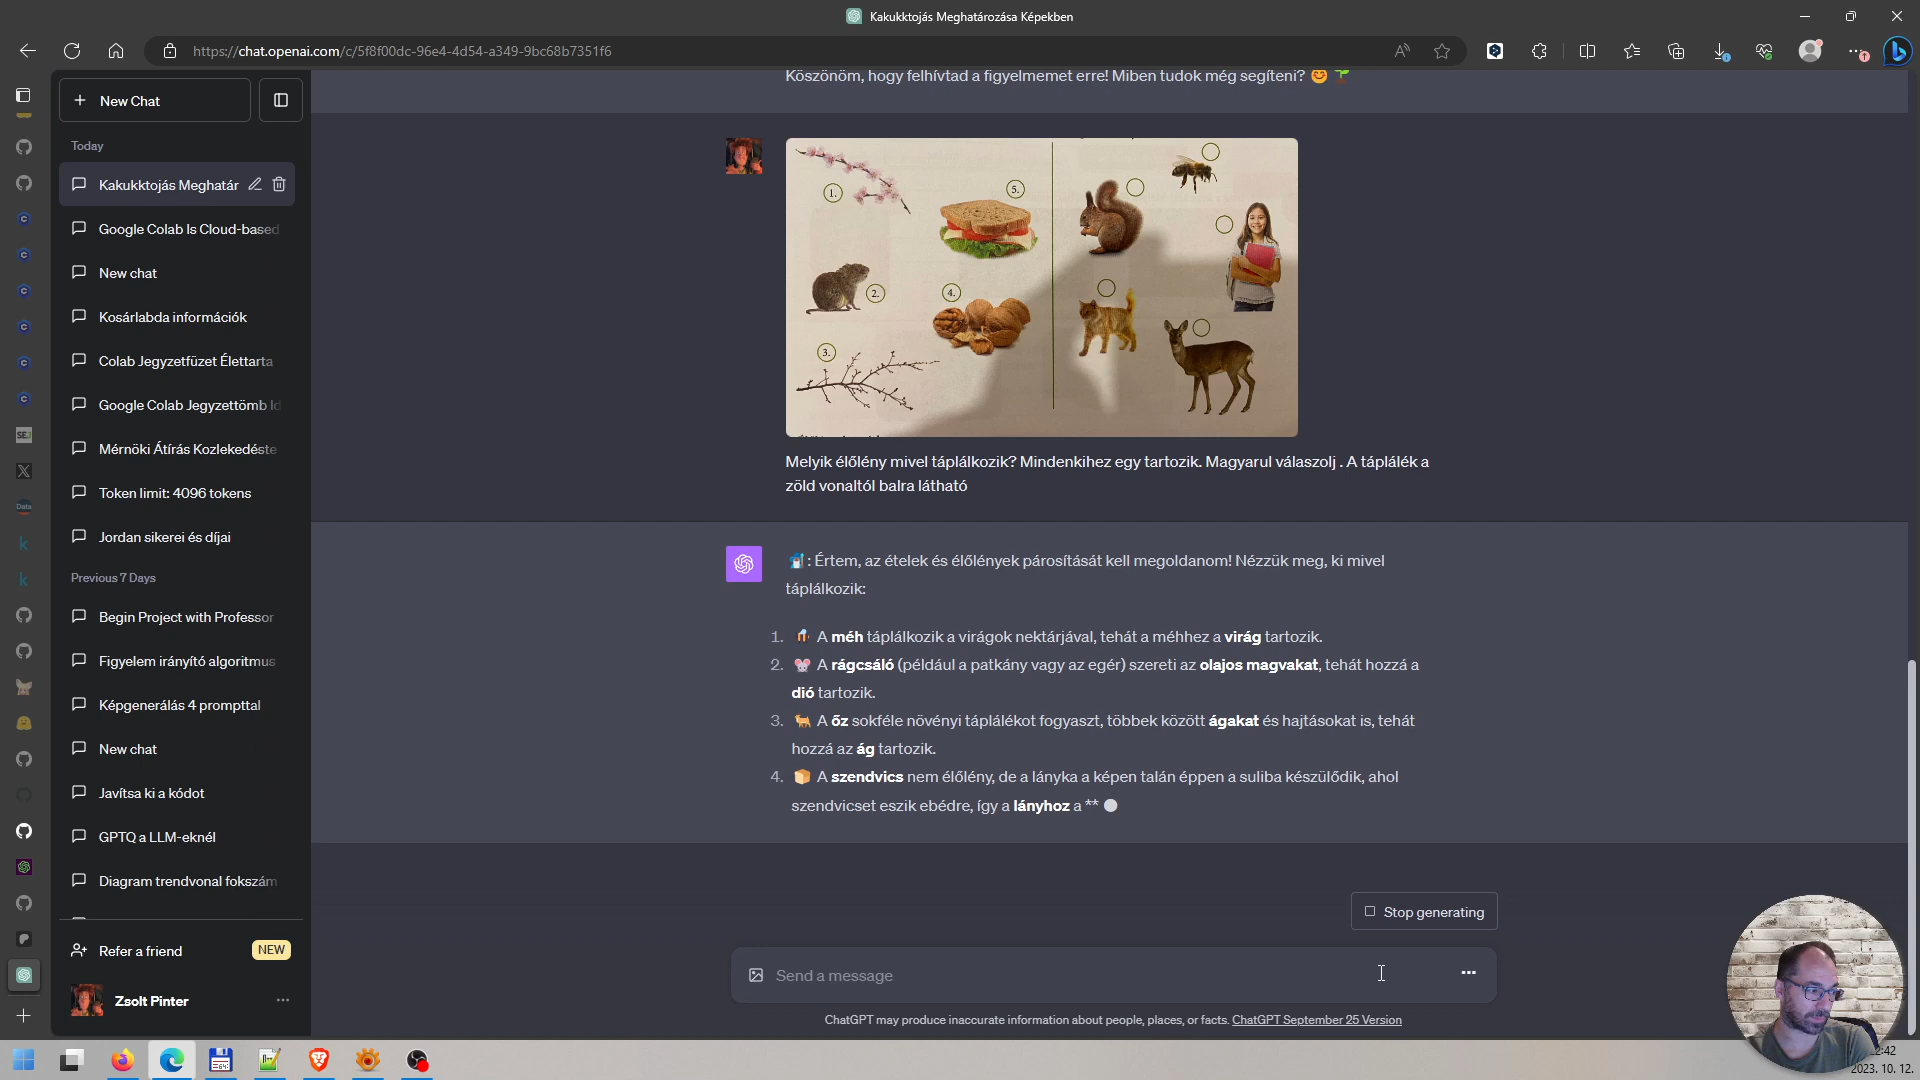 Kakukktojás Meghatározása Képekben
https://chat.openai.com/c/5f8f00dc-96e4-4d54-a349-9bc68b7351f6
New Chat
Today
Kakukktojás Meghatár
Google Colab Is Cloud-based
New chat
Kosárlabda információk
Colab Jegyzetfüzet Élettarta
Google Colab Jegyzettömb Id
Mérnöki Átírás Kozlekedéste
Token limit: 4096 tokens
Jordan sikerei és díjai
Previous 7 Days
Begin Project with Professor
Figyelem irányító algoritmus
Képgenerálás 4 prompttal
New chat
Javítsa ki a kódot
GPTQ a LLM-eknél
Diagram trendvonal fokszám
Refer a friend NEW
Zsolt Pinter
Köszönöm, hogy felhívtad a figyelmemet erre! Miben tudok még segíteni? 😊 🌱
1.
5.
2.
4.
3.
Melyik élőlény mivel táplálkozik? Mindenkihez egy tartozik. Magyarul válaszolj . A táplálék a
zöld vonaltól balra látható
: Értem, az ételek és élőlények párosítását kell megoldanom! Nézzük meg, ki mivel
táplálkozik:
1. A méh táplálkozik a virágok nektárjával, tehát a méhhez a virág tartozik.
2. 🐭 A rágcsáló (például a patkány vagy az egér) szereti az olajos magvakat, tehát hozzá a
dió tartozik.
3. A őz sokféle növényi táplálékot fogyaszt, többek között ágakat és hajtásokat is, tehát
hozzá az ág tartozik.
4. 🍞 A szendvics nem élőlény, de a lányka a képen talán éppen a suliba készülődik, ahol
szendvicset eszik ebédre, így a lányhoz a **
Stop generating
Send a message
ChatGPT may produce inaccurate information about people, places, or facts. ChatGPT September 25 Version
:42
2023. 10. 12.